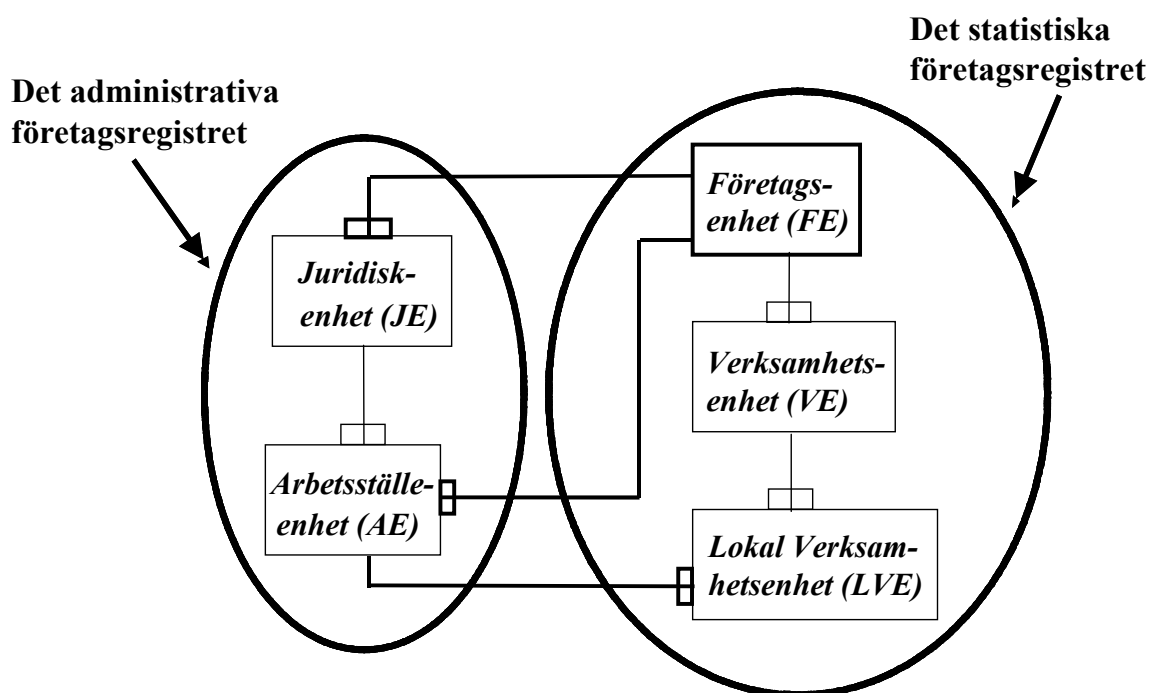 Det statistiska
företagsregistret
Det administrativa
företagsregistret
Företags-
enhet (FE)
Juridisk-
enhet (JE)
Verksamhets-
enhet (VE)
Arbetsställe-
enhet (AE)
Lokal Verksam-
hetsenhet (LVE)